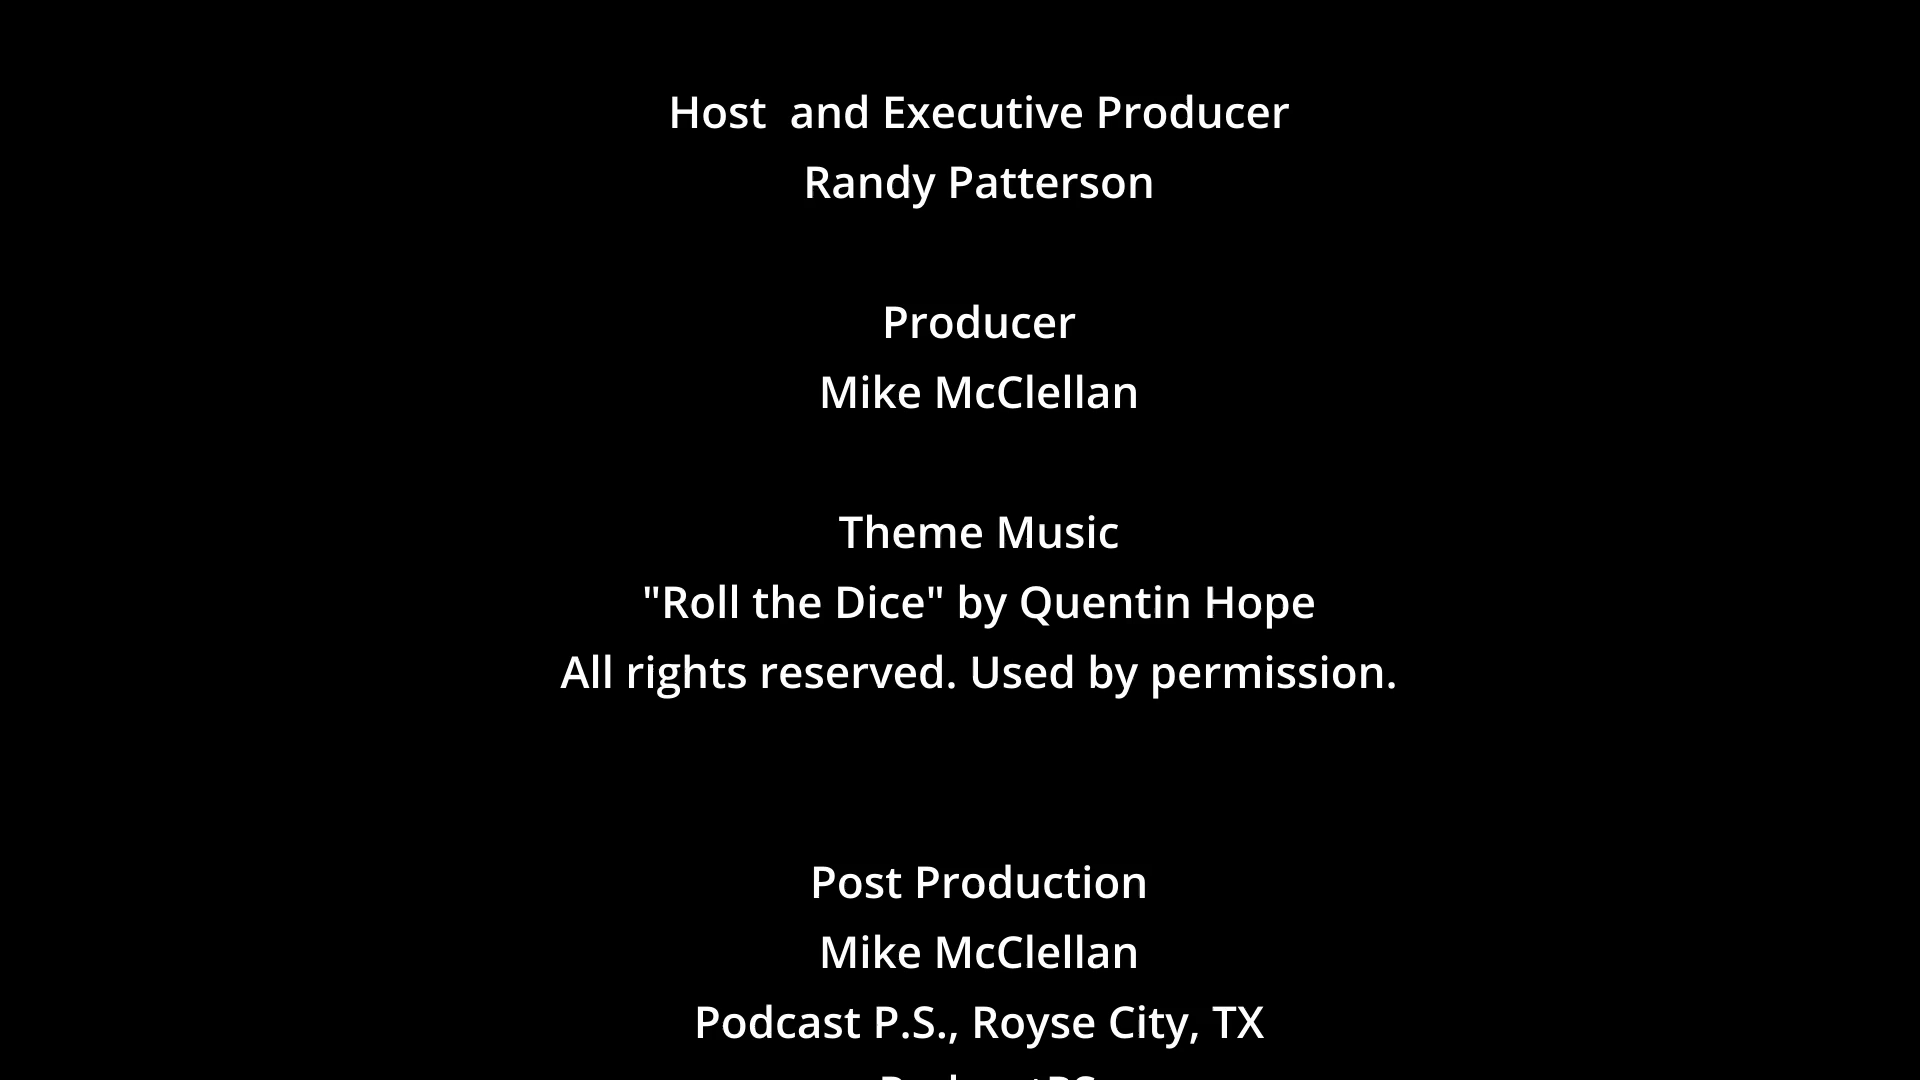 Host  and Executive Producer
Randy Patterson
Producer
Mike McClellan
Theme Music
"Roll the Dice" by Quentin Hope
All rights reserved. Used by permission.
Post Production
Mike McClellan
Podcast P.S., Royse City, TX